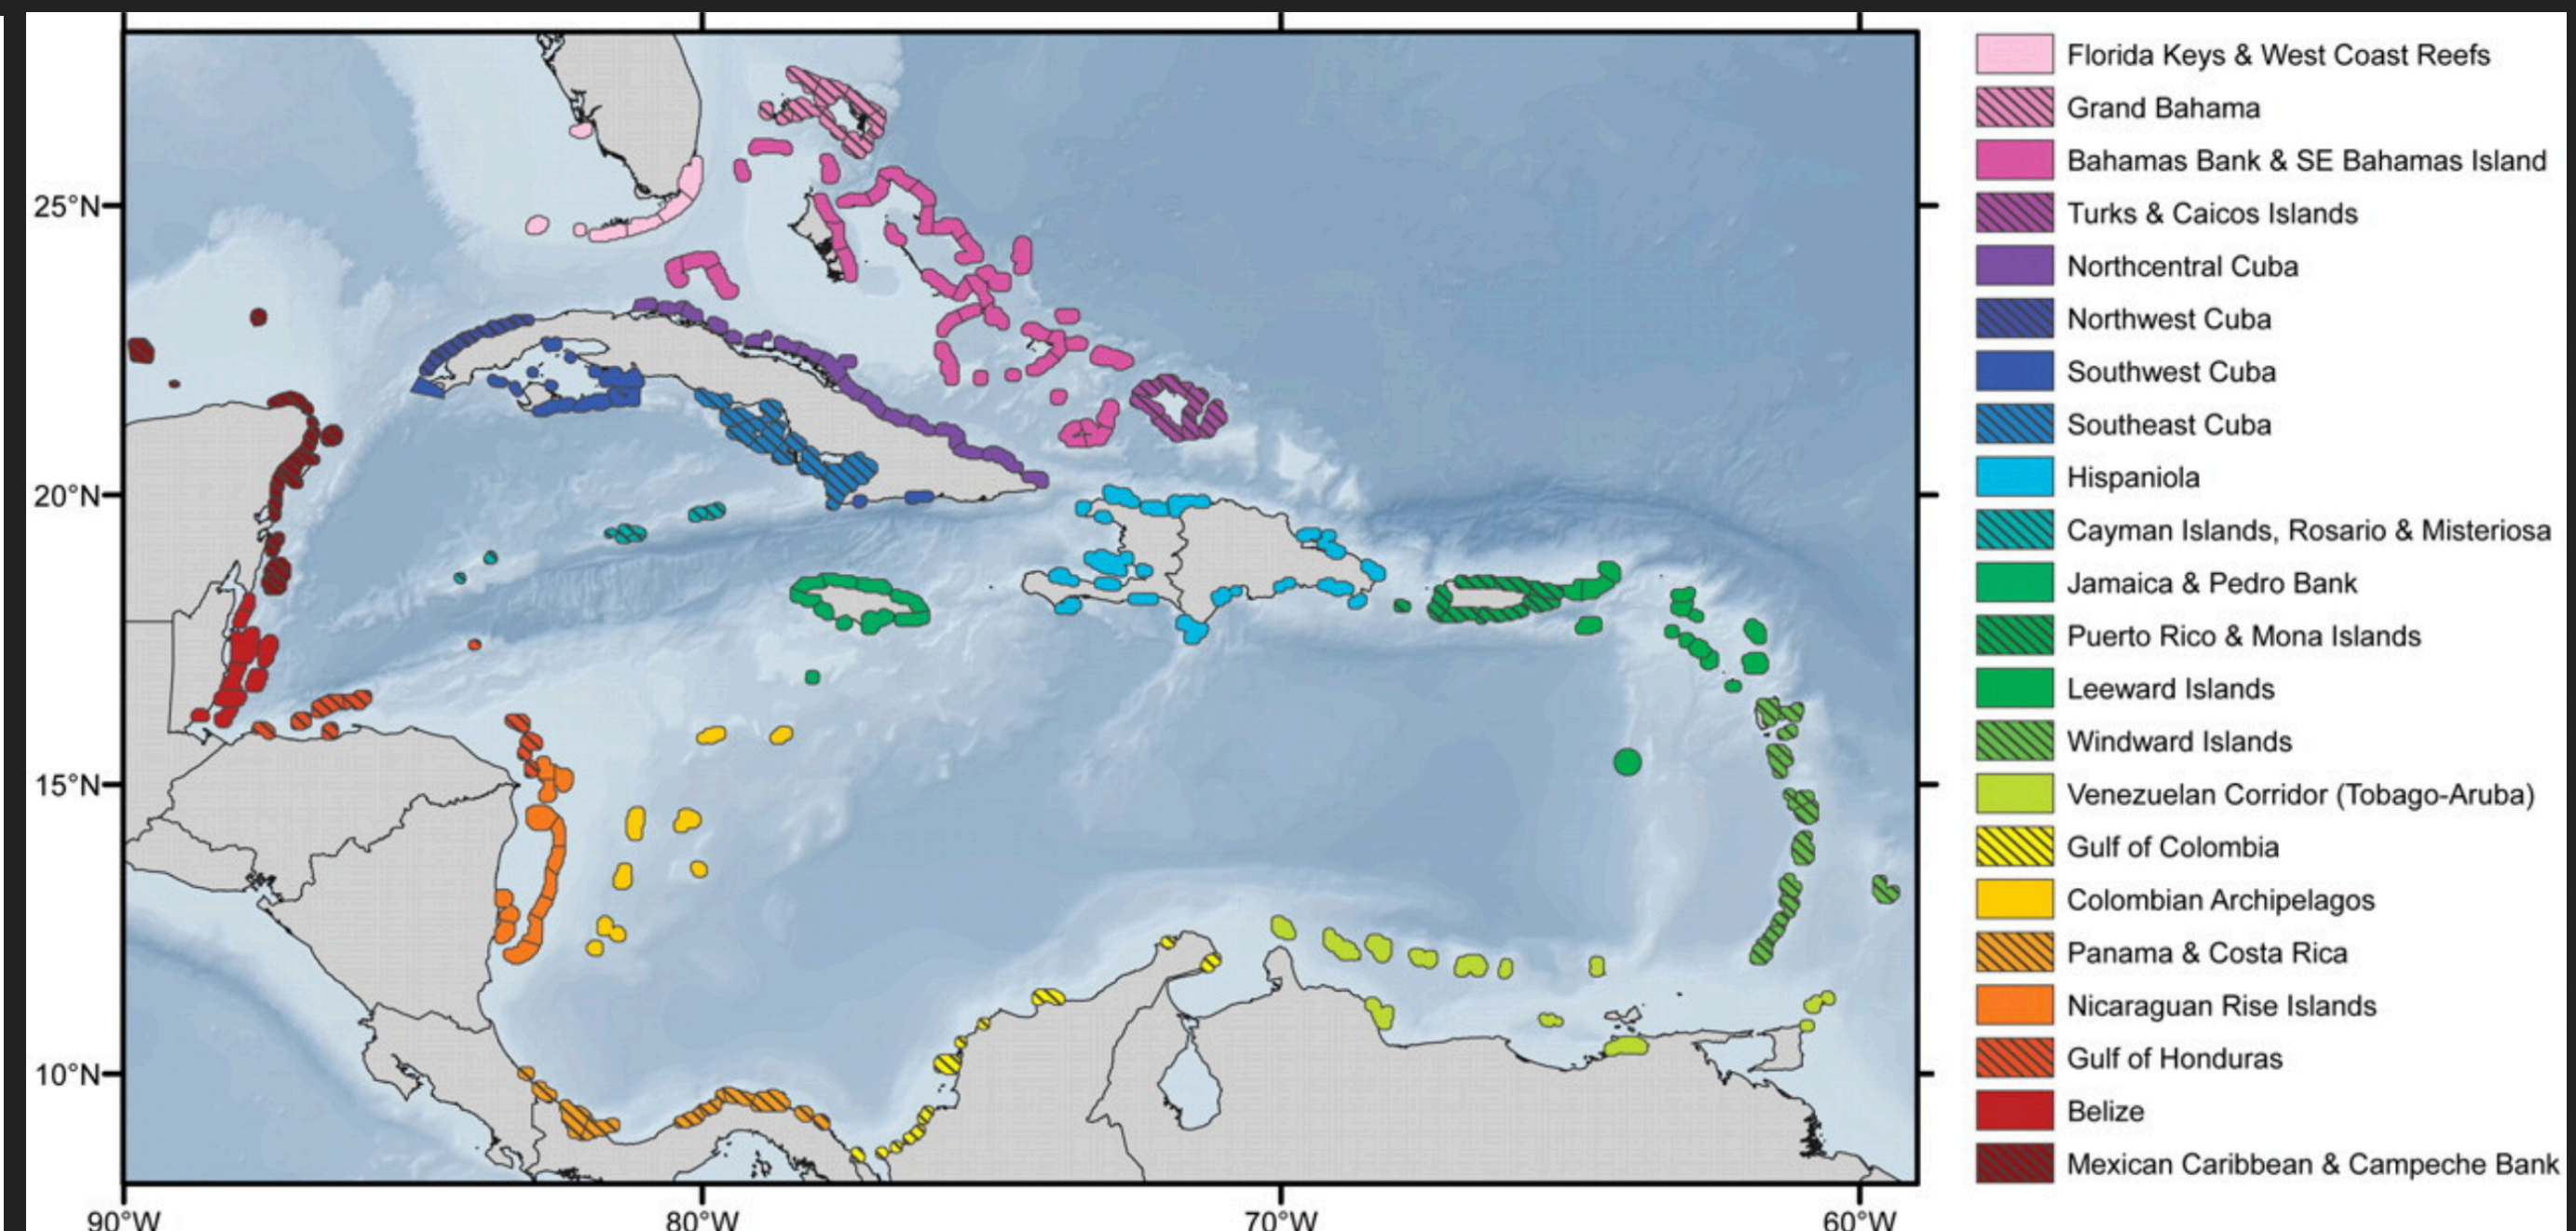 Florida Keys & West Coast Reefs
Grand Bahama
Bahamas Bank & SE Bahamas Island
Turks & Caicos Islands
Northcentral Cuba
Northwest Cuba
Southwest Cuba
Southeast Cuba
Hispaniola
Cayman Islands, Rosario & Misteriosa
Jamaica & Pedro Bank
Puerto Rico & Mona Islands
Leeward Islands
Windward Islands
Venezuelan Corridor (Tobago-Aruba)
Gulf of Colombia
Colombian Archipelagos
Panama & Costa Rica
Nicaraguan Rise Islands
Gulf of Honduras
Belize
Mexican Caribbean & Campeche Bank
25°N
20°N
15°N
10°N
90°W
80°W
70°W
60°W